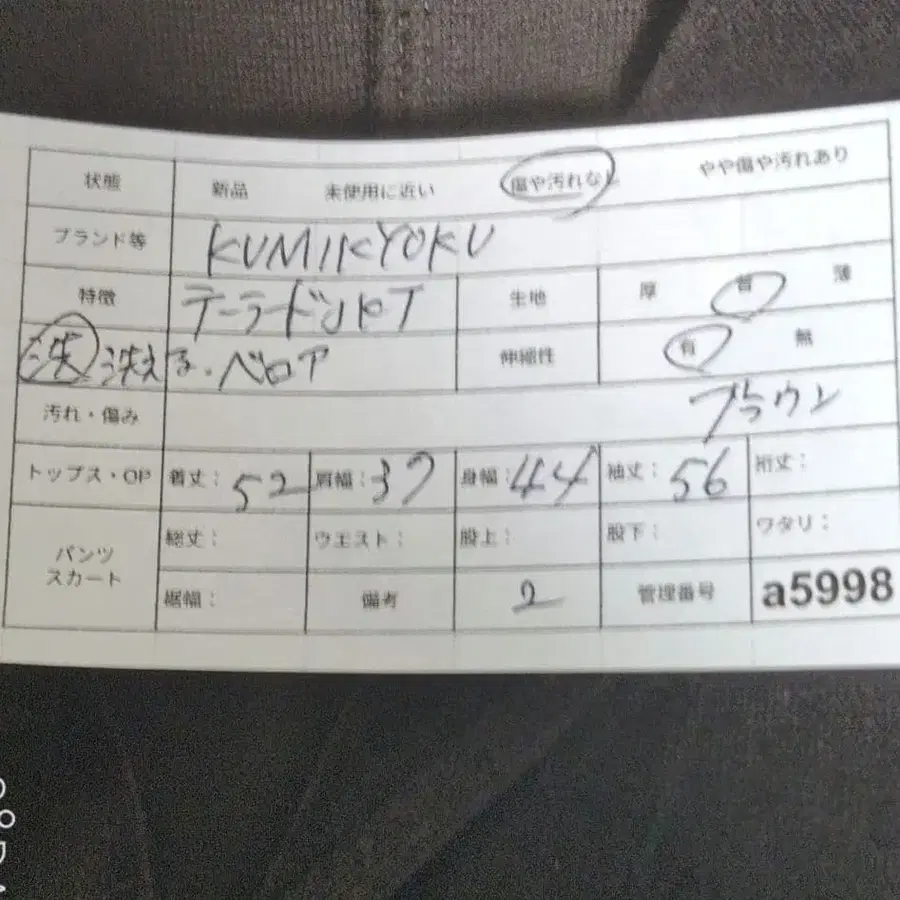 状態 新品 未使用に近い 傷や汚れなし やや傷や汚れあり
ブランド等 KUMIKYOKU
特徴 テーラードJKT 生地 厚 普 薄
洗 洗える・ベロア 伸縮性 有 無
汚れ・傷み ブラウン
トップス・OP 着丈: 52 肩幅: 37 身幅: 44 袖丈: 56 裄丈:
パンツ スカート 総丈: ウエスト: 股上: 股下: ワタリ:
裾幅: 備考 2 管理番号 a5998